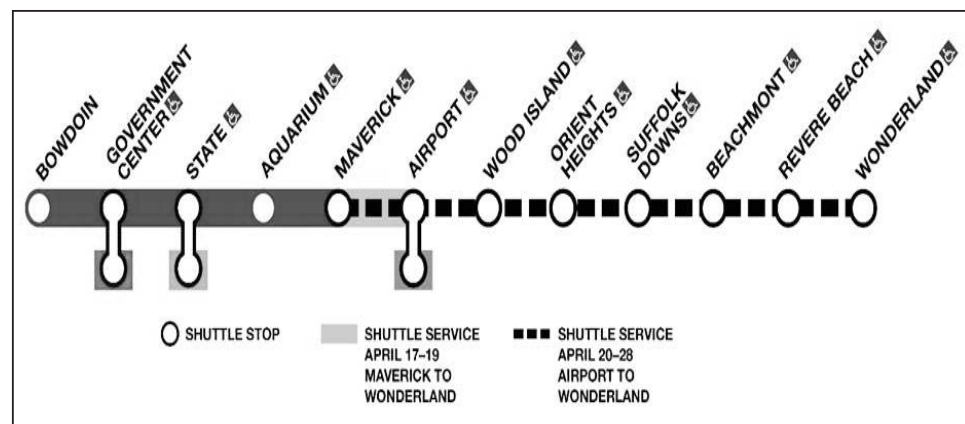 BOWDOIN
GOVERNMENT
CENTER
STATE
AQUARIUM
MAVERICK
AIRPORT
WOOD ISLAND
ORIENT
HEIGHTS
SUFFOLK
DOWNS
BEACHMONT
REVERE BEACH
WONDERLAND
SHUTTLE STOP
SHUTTLE SERVICE
APRIL 17–19
MAVERICK TO
WONDERLAND
SHUTTLE SERVICE
APRIL 20–28
AIRPORT TO
WONDERLAND